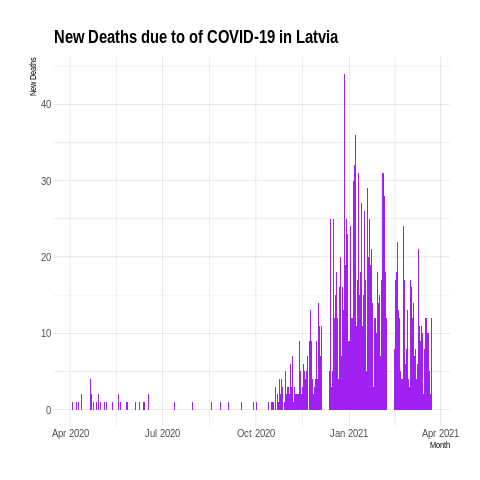 New Deaths due to of COVID-19 in Latvia
New Deaths
40
30
20
10
0
Apr 2020
Jul 2020
Oct 2020
Jan 2021
Apr 2021
Month